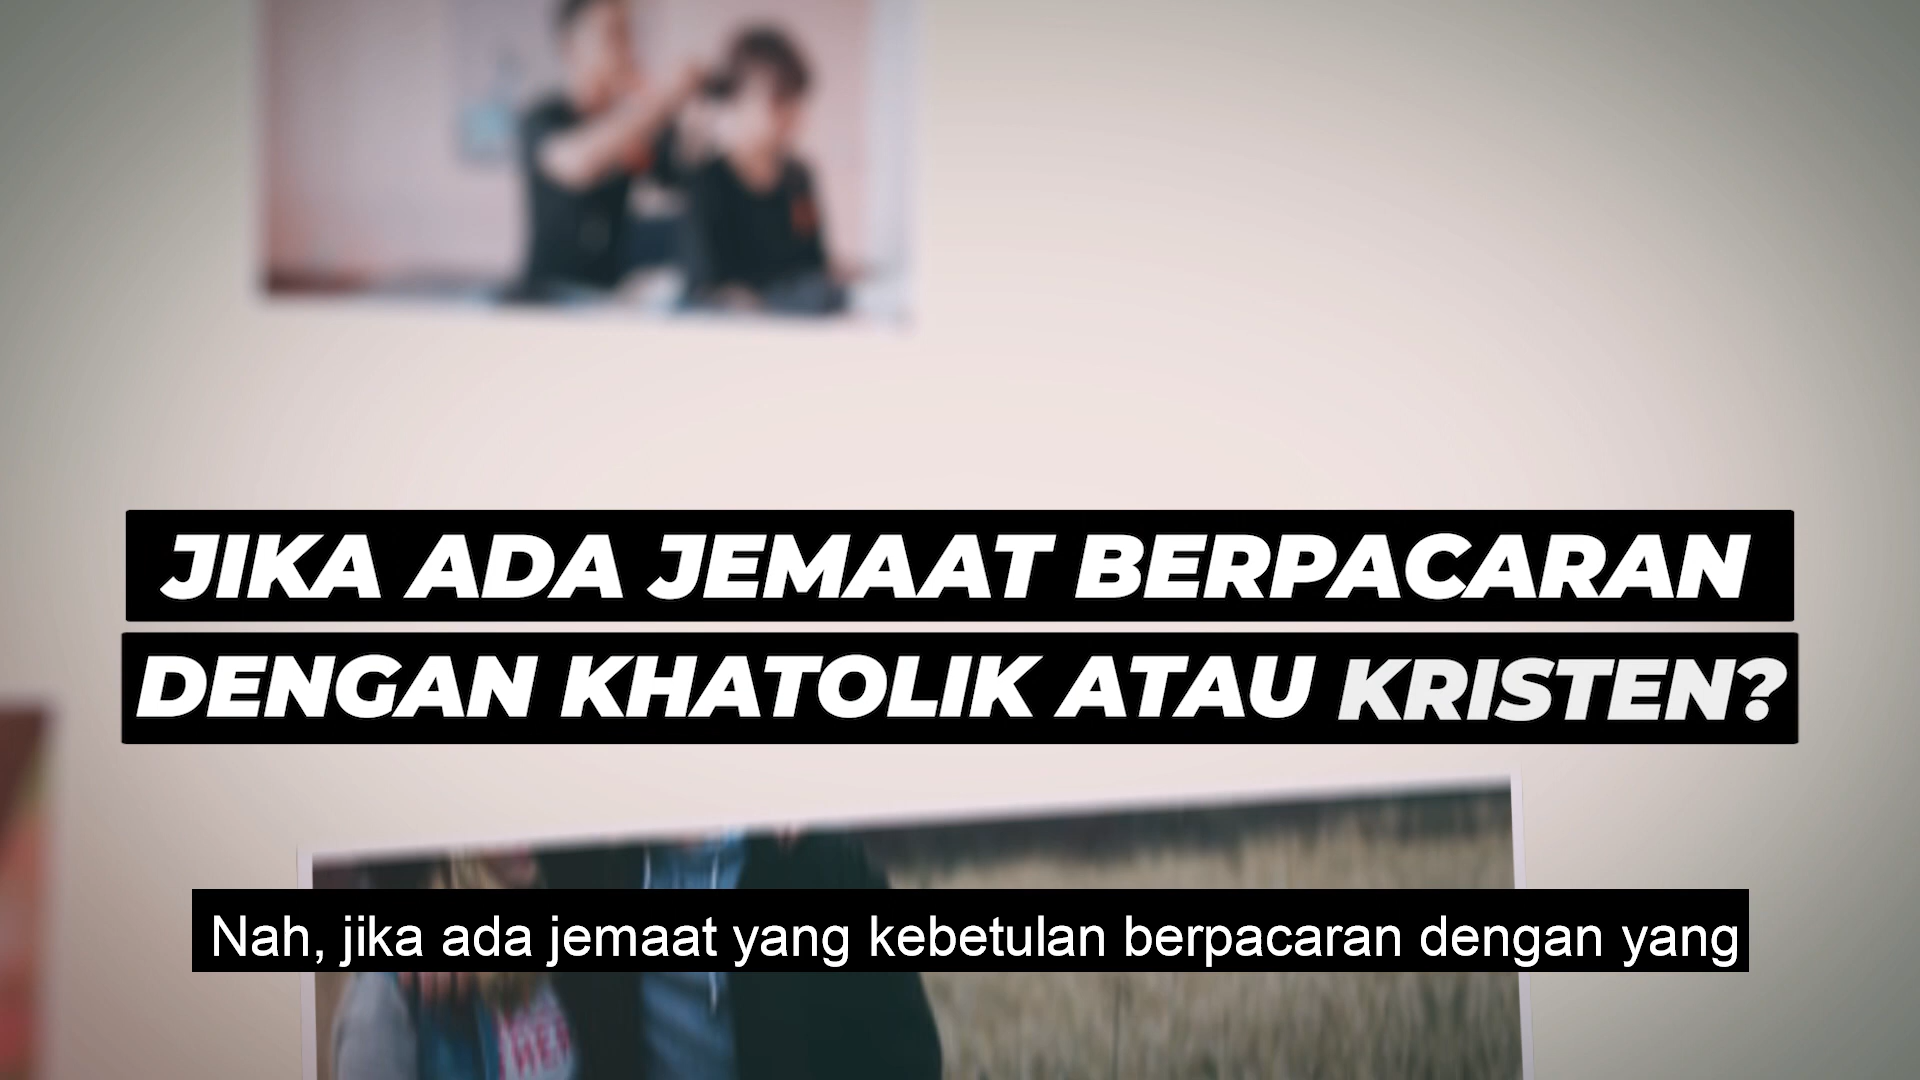 JIKA ADA JEMAAT BERPACARAN
DENGAN KHATOLIK ATAU KRISTEN?
Nah, jika ada jemaat yang kebetulan berpacaran dengan yang